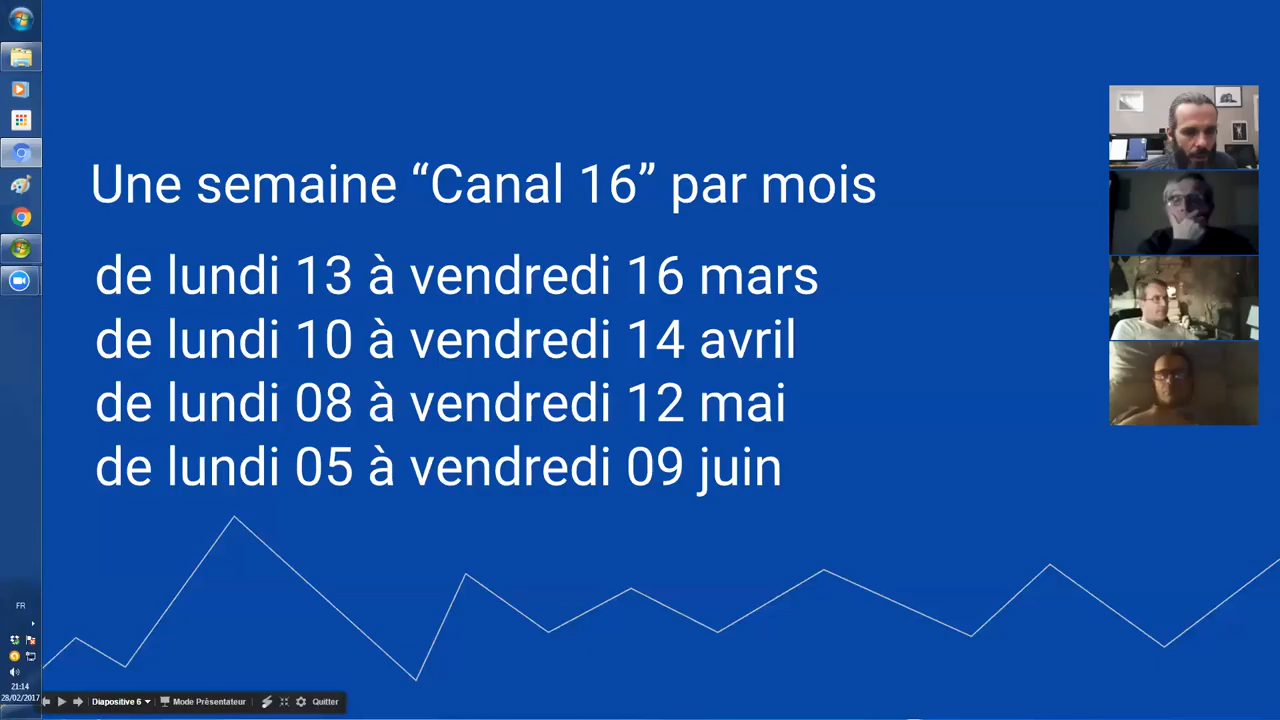 Une semaine “Canal 16” par mois
de lundi 13 à vendredi 16 mars
de lundi 10 à vendredi 14 avril
de lundi 08 à vendredi 12 mai
de lundi 05 à vendredi 09 juin
FR
21:14
28/02/2017
Diapositive 6
Mode Présentateur
Quitter